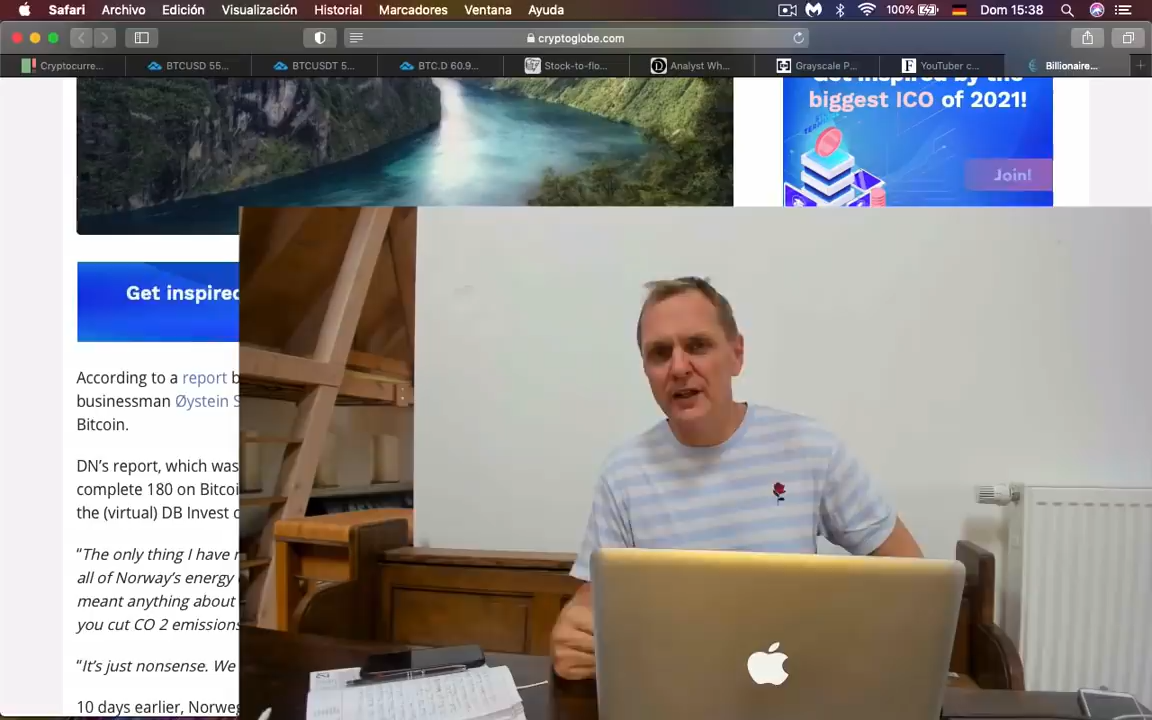 Safari Archivo Edición Visualización Historial Marcadores Ventana Ayuda 100% Dom 15:38
cryptoglobe.com
Cryptocurre... BTCUSD 55... BTCUSDT 5... BTC.D 60.9... Stock-to-flo... Analyst Wh... Grayscale P... YouTuber c... Billionaire...
Get inspired by the
biggest ICO of 2021!
Join!
Get inspired
According to a report b
businessman Øystein S
Bitcoin.
DN’s report, which was
complete 180 on Bitcoi
the (virtual) DB Invest c
“The only thing I have r
all of Norway’s energy
meant anything about
you cut CO 2 emissions
“It’s just nonsense. We
10 days earlier, Norweg